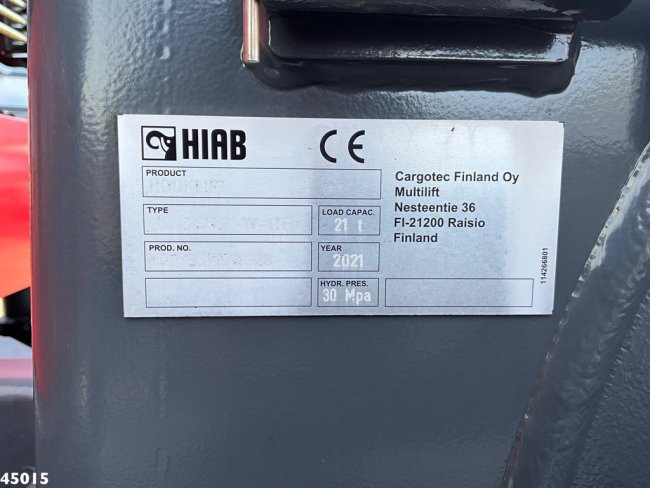 HIAB CE
PRODUCT
HOOKLIFT
TYPE
LOAD CAPAC.
21 t
PROD. NO.
YEAR
2021
HYDR. PRES.
30 Mpa
Cargotec Finland Oy
Multilift
Nesteentie 36
FI-21200 Raisio
Finland
114266801
45015